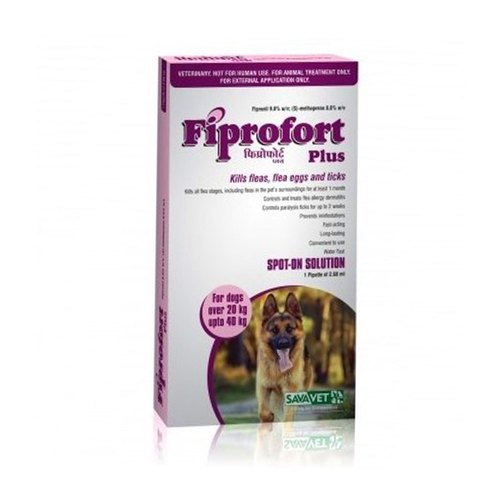 VETERINARY. NOT FOR HUMAN USE. FOR ANIMAL TREATMENT ONLY.
FOR EXTERNAL APPLICATION ONLY.
Fipronil 9.8% w/v; (S)-methoprene 8.8% w/v
Fiprofort
फिप्रोफोर्ट
प्लस
Plus
Kills fleas, flea eggs and ticks
Kills all flea stages, including fleas in the pet's surroundings for at least 1 month
Controls and treats flea allergy dermatitis
Controls paralysis ticks for up to 2 weeks
Prevents reinfestations
Fast-acting
Long-lasting
Convenient to use
Water Fast
SPOT-ON SOLUTION
1 Pipette of 2.68 ml
For dogs
over 20 kg
upto 40 kg
SAVAVET
Fiprofort
Plus